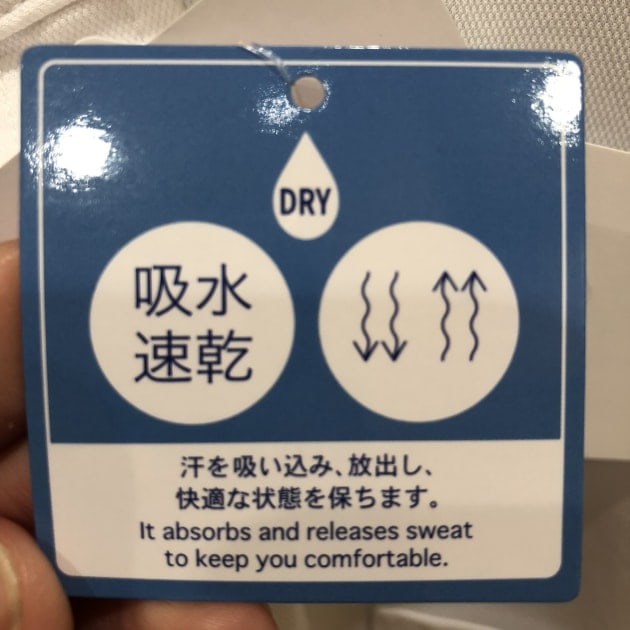 DRY
吸水
速乾
汗を吸い込み、放出し、
快適な状態を保ちます。
It absorbs and releases sweat
to keep you comfortable.